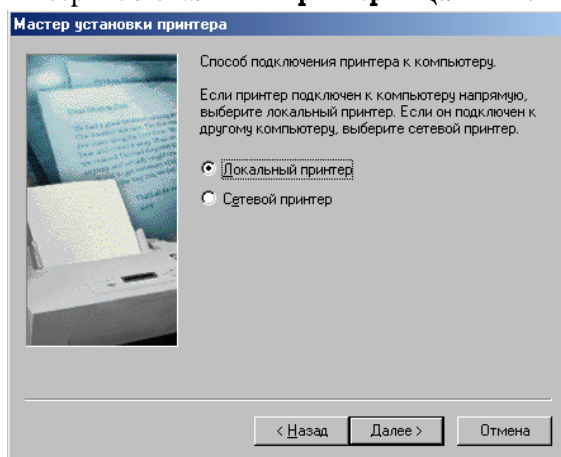 Мастер установки принтера
Способ подключения принтера к компьютеру.
Если принтер подключен к компьютеру напрямую,
выберите локальный принтер. Если он подключен к
другому компьютеру, выберите сетевой принтер.
Локальный принтер
Сетевой принтер
< Назад
Далее >
Отмена